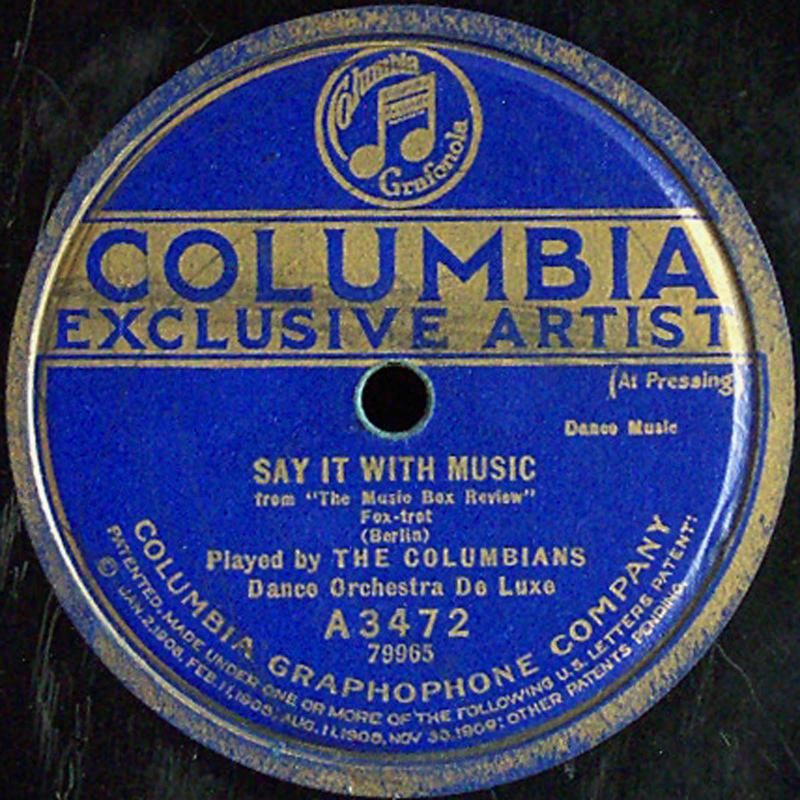 Columbia
Grafonola
COLUMBIA
EXCLUSIVE ARTIST
(At Pressing
Dance Music
SAY IT WITH MUSIC
from "The Music Box Review"
Fox-trot
(Berlin)
Played by THE COLUMBIANS
Dance Orchestra De Luxe
A3472
79965
COLUMBIA GRAPHOPHONE COMPANY
PATENTED, MADE UNDER ONE OR MORE OF THE FOLLOWING U.S. LETTERS PATENT:
© JAN. 21, 1908, FEB. 11, 1908, AUG. 11, 1908, NOV 30, 1909; OTHER PATENTS PENDING